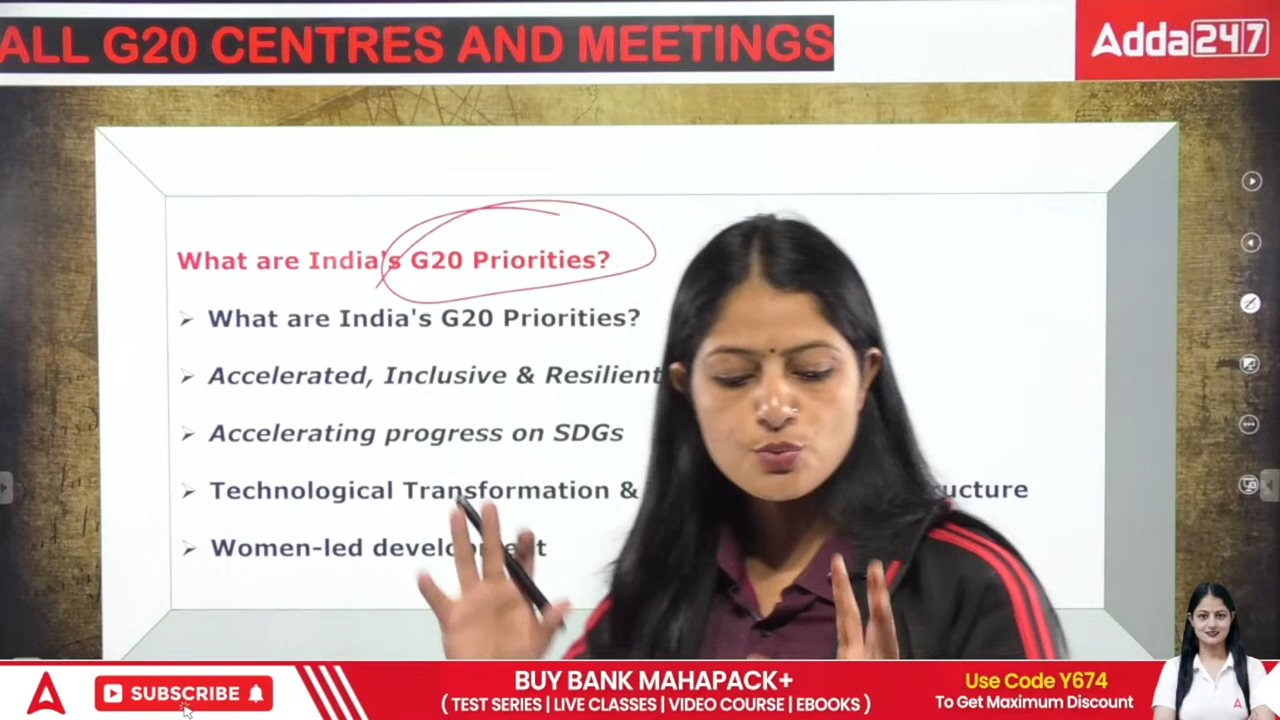 ALL G20 CENTRES AND MEETINGS
Adda247
What are India's G20 Priorities?
What are India's G20 Priorities?
Accelerated, Inclusive & Resilient
Accelerating progress on SDGs
Technological Transformation & ucture
Women-led development
SUBSCRIBE
BUY BANK MAHAPACK+
( TEST SERIES | LIVE CLASSES | VIDEO COURSE | EBOOKS )
Use Code Y674
To Get Maximum Discount